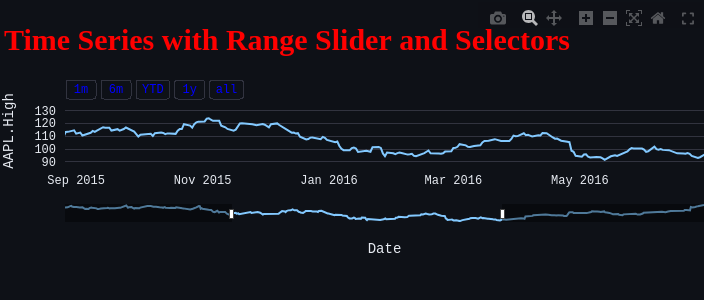 Time Series with Range Slider and Selectors
1m 6m YTD 1y all
AAPL.High
130
120
110
100
90
Sep 2015 Nov 2015 Jan 2016 Mar 2016 May 2016
Date